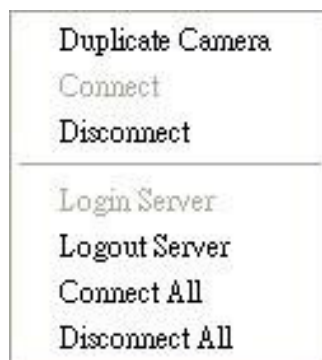 Duplicate Camera
Connect
Disconnect
Login Server
Logout Server
Connect All
Disconnect All